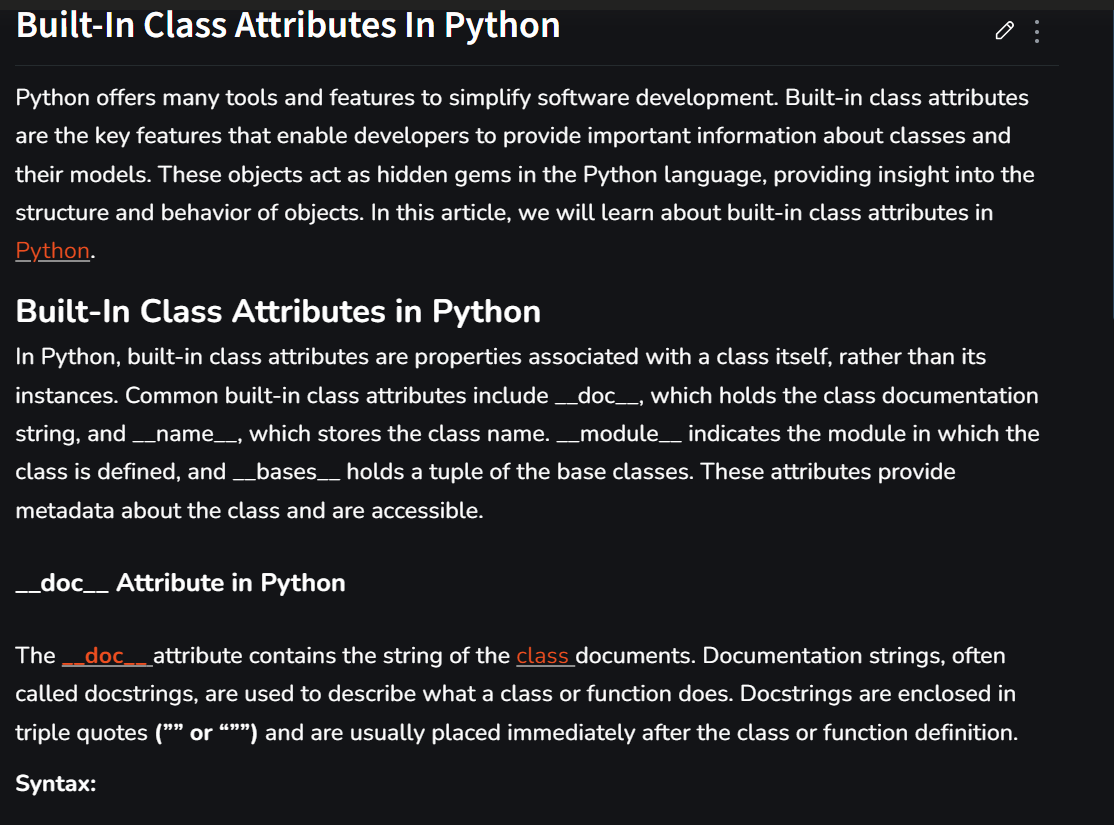 Built-In Class Attributes In Python
Python offers many tools and features to simplify software development. Built-in class attributes
are the key features that enable developers to provide important information about classes and
their models. These objects act as hidden gems in the Python language, providing insight into the
structure and behavior of objects. In this article, we will learn about built-in class attributes in
Python.
Built-In Class Attributes in Python
In Python, built-in class attributes are properties associated with a class itself, rather than its
instances. Common built-in class attributes include __doc__, which holds the class documentation
string, and __name__, which stores the class name. __module__ indicates the module in which the
class is defined, and __bases__ holds a tuple of the base classes. These attributes provide
metadata about the class and are accessible.
__doc__ Attribute in Python
The __doc__ attribute contains the string of the class documents. Documentation strings, often
called docstrings, are used to describe what a class or function does. Docstrings are enclosed in
triple quotes (”” or “””) and are usually placed immediately after the class or function definition.
Syntax: